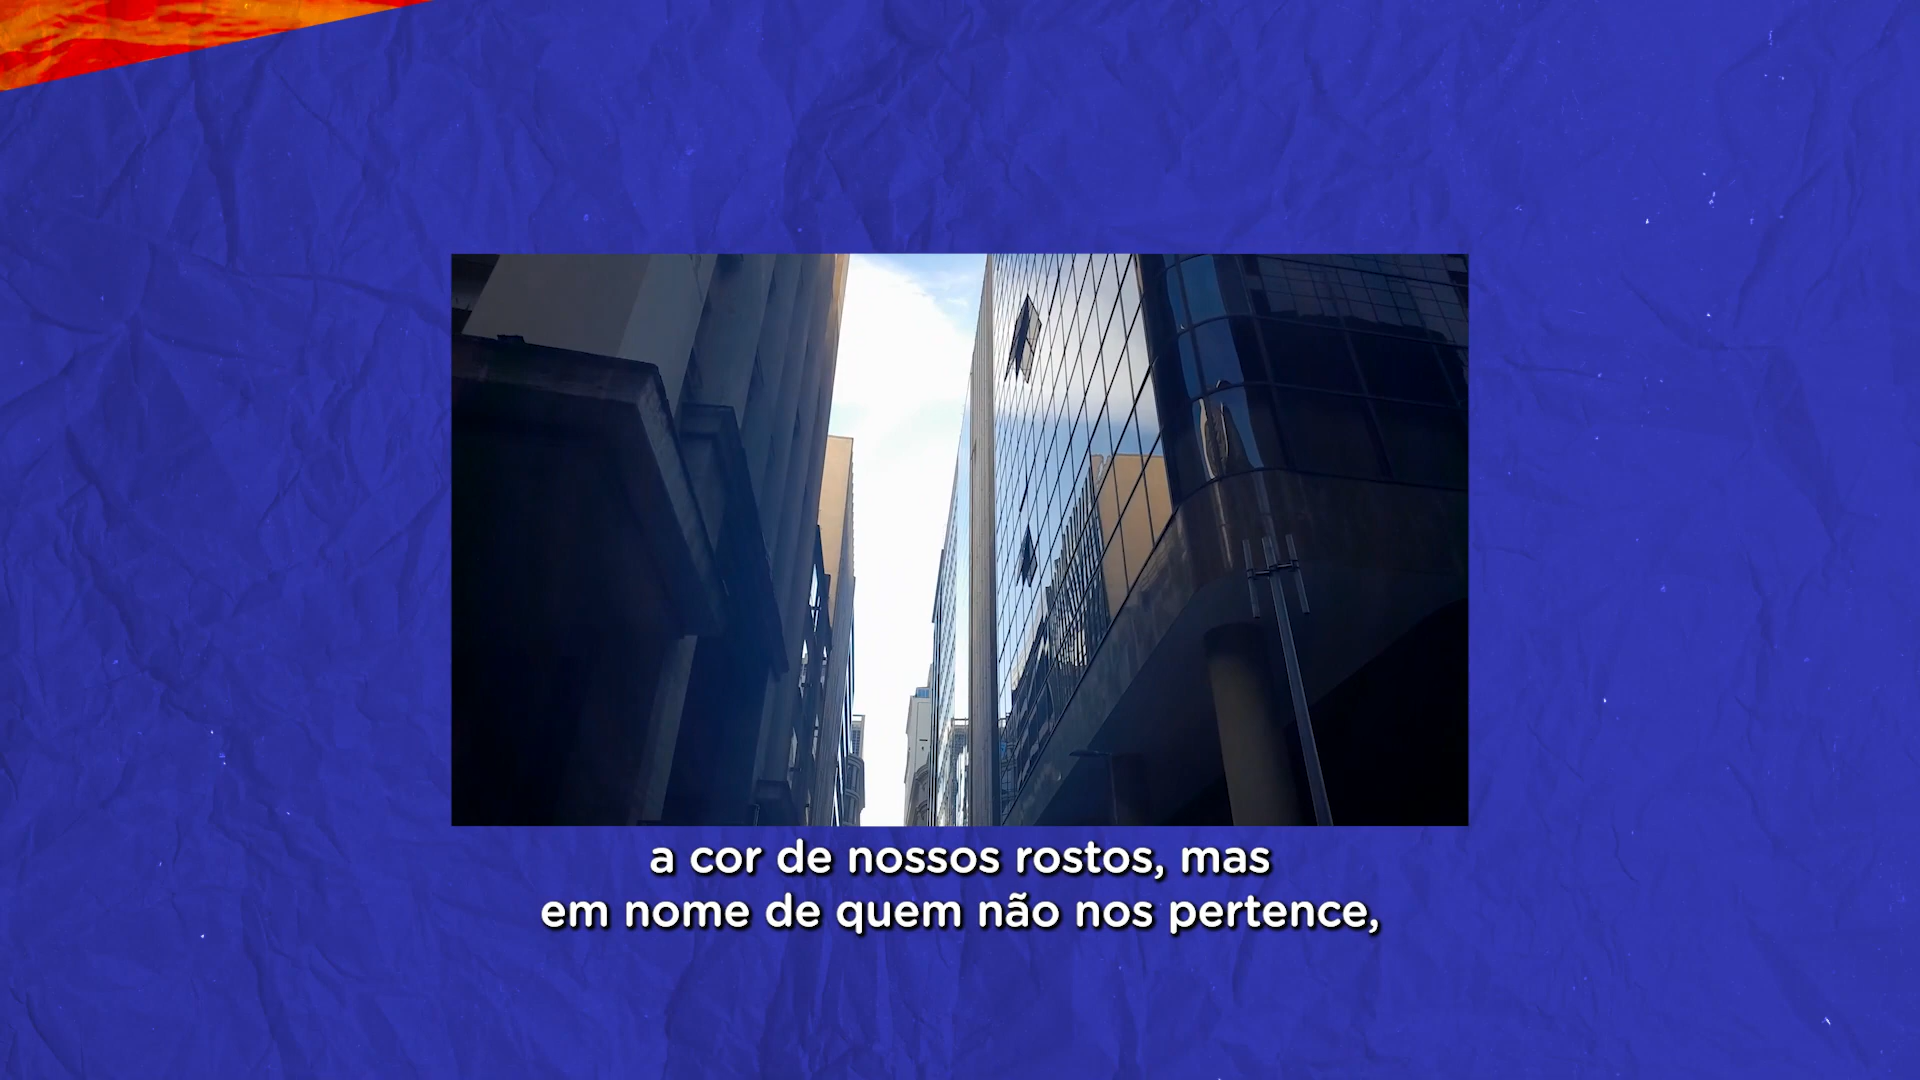 a cor de nossos rostos, mas
em nome de quem não nos pertence,